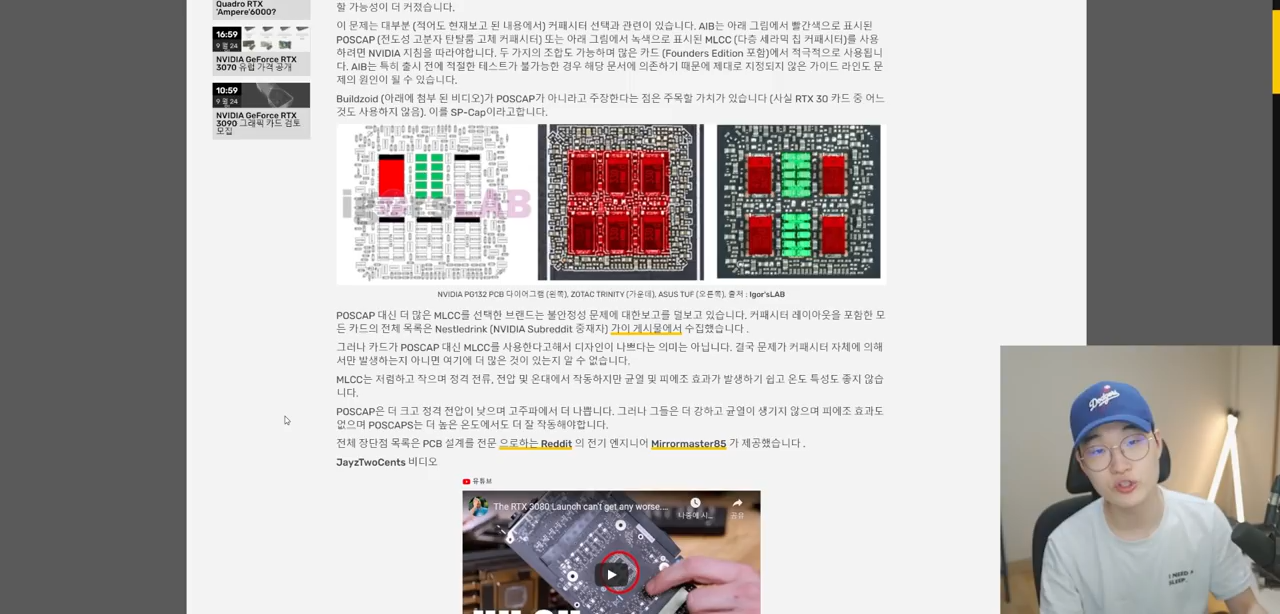 Quadro RTX
'Ampere'6000?
16:59
9 월 24
NVIDIA GeForce RTX
3070 유럽 가격 공개
10:59
9 월 24
NVIDIA GeForce RTX
3090 그래픽 카드 검토
모집
할 가능성이 더 커졌습니다.
이 문제는 대부분 (적어도 현재보고 된 내용에서) 커패시터 선택과 관련이 있습니다. AIB는 아래 그림에서 빨간색으로 표시된
POSCAP (전도성 고분자 탄탈룸 고체 커패시터) 또는 아래 그림에서 녹색으로 표시된 MLCC (다층 세라믹 칩 커패시터)를 사용
하려면 NVIDIA 지침을 따라야합니다. 두 가지의 조합도 가능하며 많은 카드 (Founders Edition 포함)에서 적극적으로 사용됩니
다. AIB는 특히 출시 전에 적절한 테스트가 불가능한 경우 해당 문서에 의존하기 때문에 제대로 지정되지 않은 가이드 라인도 문
제의 원인이 될 수 있습니다.
Buildzoid (아래에 첨부 된 비디오)가 POSCAP가 아니라고 주장한다는 점은 주목할 가치가 있습니다 (사실 RTX 30 카드 중 어느
것도 사용하지 않음). 이를 SP-Cap이라고합니다.
igorsLAB
NVIDIA PG132 PCB 다이어그램 (왼쪽), ZOTAC TRINITY (가운데), ASUS TUF (오른쪽). 출처 : Igor'sLAB
POSCAP 대신 더 많은 MLCC를 선택한 브랜드는 불안정성 문제에 대한보고를 덜보고 있습니다. 커패시터 레이아웃을 포함한 모
든 카드의 전체 목록은 Nestledrink (NVIDIA Subreddit 중재자) 가이 게시물에서 수집했습니다 .
그러나 카드가 POSCAP 대신 MLCC를 사용한다고해서 디자인이 나쁘다는 의미는 아닙니다. 결국 문제가 커패시터 자체에 의해
서만 발생하는지 아니면 여기에 더 많은 것이 있는지 알 수 없습니다.
MLCC는 저렴하고 작으며 정격 전류, 전압 및 온대에서 작동하지만 균열 및 피에조 효과가 발생하기 쉽고 온도 특성도 좋지 않습
니다.
POSCAP은 더 크고 정격 전압이 낮으며 고주파에서 더 나쁩니다. 그러나 그들은 더 강하고 균열이 생기지 않으며 피에조 효과도
없으며 POSCAPS는 더 높은 온도에서도 더 잘 작동해야합니다.
전체 장단점 목록은 PCB 설계를 전문 으로하는 Reddit 의 전기 엔지니어 Mirrormaster85 가 제공했습니다 .
JayzTwoCents 비디오
유튜브
The RTX 3080 Launch can't get any worse....
나중에 시...
공유
Dodgers
I NEED A
SLEEP..